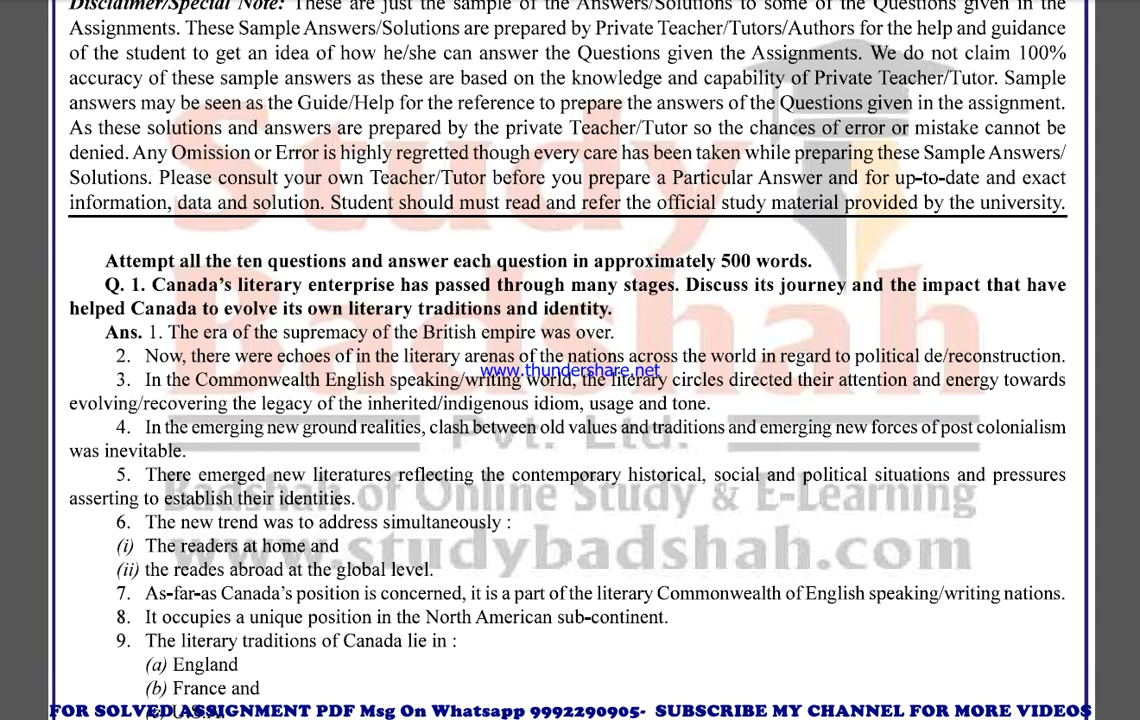 Disclaimer/Special Note: These are just the sample of the Answers/Solutions to some of the Questions given in the
Assignments. These Sample Answers/Solutions are prepared by Private Teacher/Tutors/Authors for the help and guidance
of the student to get an idea of how he/she can answer the Questions given the Assignments. We do not claim 100%
accuracy of these sample answers as these are based on the knowledge and capability of Private Teacher/Tutor. Sample
answers may be seen as the Guide/Help for the reference to prepare the answers of the Questions given in the assignment.
As these solutions and answers are prepared by the private Teacher/Tutor so the chances of error or mistake cannot be
denied. Any Omission or Error is highly regretted though every care has been taken while preparing these Sample Answers/
Solutions. Please consult your own Teacher/Tutor before you prepare a Particular Answer and for up-to-date and exact
information, data and solution. Student should must read and refer the official study material provided by the university.
Study
Badshah
Pvt. Ltd.
Badshah of Online Study & E-Learning
www.studybadshah.com
Attempt all the ten questions and answer each question in approximately 500 words.
Q. 1. Canada's literary enterprise has passed through many stages. Discuss its journey and the impact that have
helped Canada to evolve its own literary traditions and identity.
Ans. 1. The era of the supremacy of the British empire was over.
2. Now, there were echoes of in the literary arenas of the nations across the world in regard to political de/reconstruction.
www.thundershare.net
3. In the Commonwealth English speaking/writing world, the literary circles directed their attention and energy towards
evolving/recovering the legacy of the inherited/indigenous idiom, usage and tone.
4. In the emerging new ground realities, clash between old values and traditions and emerging new forces of post colonialism
was inevitable.
5. There emerged new literatures reflecting the contemporary historical, social and political situations and pressures
asserting to establish their identities.
6. The new trend was to address simultaneously :
(i) The readers at home and
(ii) the reades abroad at the global level.
7. As-far-as Canada's position is concerned, it is a part of the literary Commonwealth of English speaking/writing nations.
8. It occupies a unique position in the North American sub-continent.
9. The literary traditions of Canada lie in :
(a) England
(b) France and
FOR SOLVED ASSIGNMENT PDF Msg On Whatsapp 9992290905- SUBSCRIBE MY CHANNEL FOR MORE VIDEOS